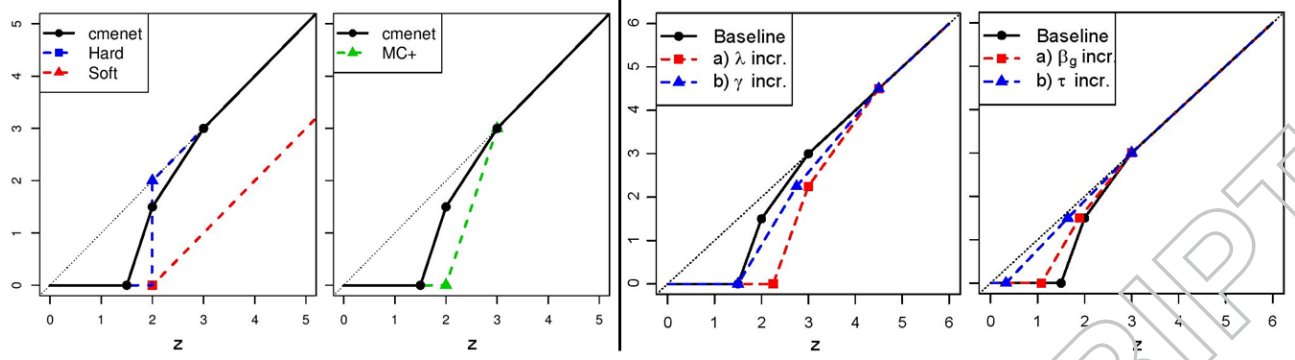 cmenet
Hard
Soft
0 1 2 3 4 5
0 1 2 3 4 5
z
cmenet
MC+
0 1 2 3 4 5
z
Baseline
a) λ incr.
b) γ incr.
0 1 2 3 4 5 6
0 1 2 3 4 5 6
z
Baseline
a) βg incr.
b) τ incr.
0 1 2 3 4 5 6
z
RIPT